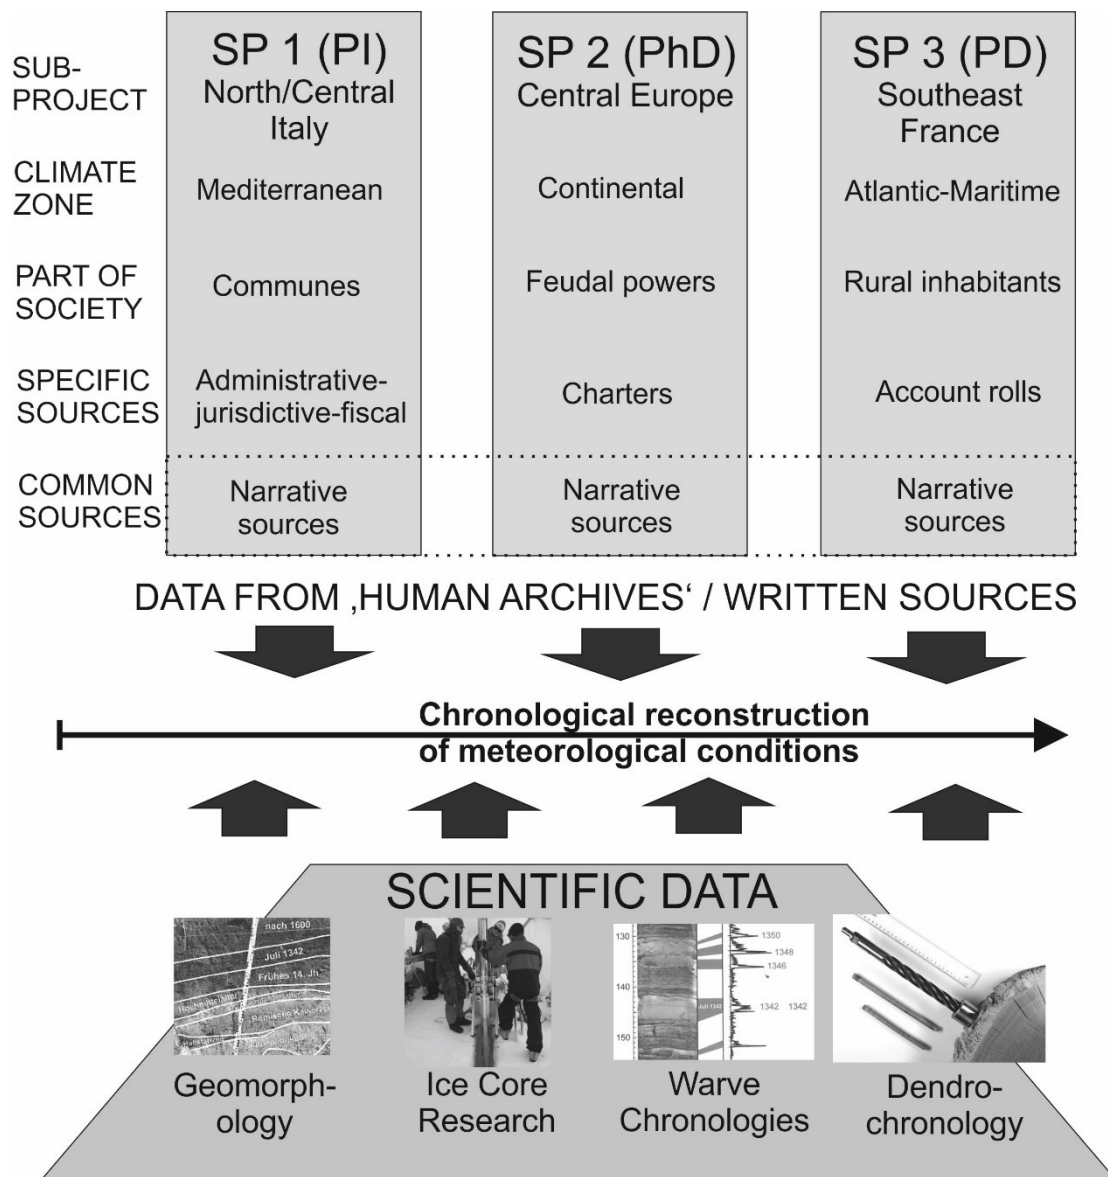 SUB-
PROJECT
SP 1 (PI)
North/Central
Italy
SP 2 (PhD)
Central Europe
SP 3 (PD)
Southeast
France
CLIMATE
ZONE
Mediterranean
Continental
Atlantic-Maritime
PART OF
SOCIETY
Communes
Feudal powers
Rural inhabitants
SPECIFIC
SOURCES
Administrative-
jurisdictive-fiscal
Charters
Account rolls
COMMON
SOURCES
Narrative
sources
Narrative
sources
Narrative
sources
DATA FROM ‚HUMAN ARCHIVES‘ / WRITTEN SOURCES
Chronological reconstruction
of meteorological conditions
SCIENTIFIC DATA
nach 1600
Juli 1342
Frühes 14. Jh.
Hochmittelalter
Römische Kaiserzeit
130
140
150
Juli 1342
1350
1348
1346
1342 1342
Geomorph-
ology
Ice Core
Research
Warve
Chronologies
Dendro-
chronology